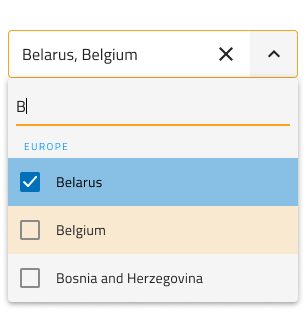 Belarus, Belgium
B
EUROPE
Belarus
Belgium
Bosnia and Herzegovina